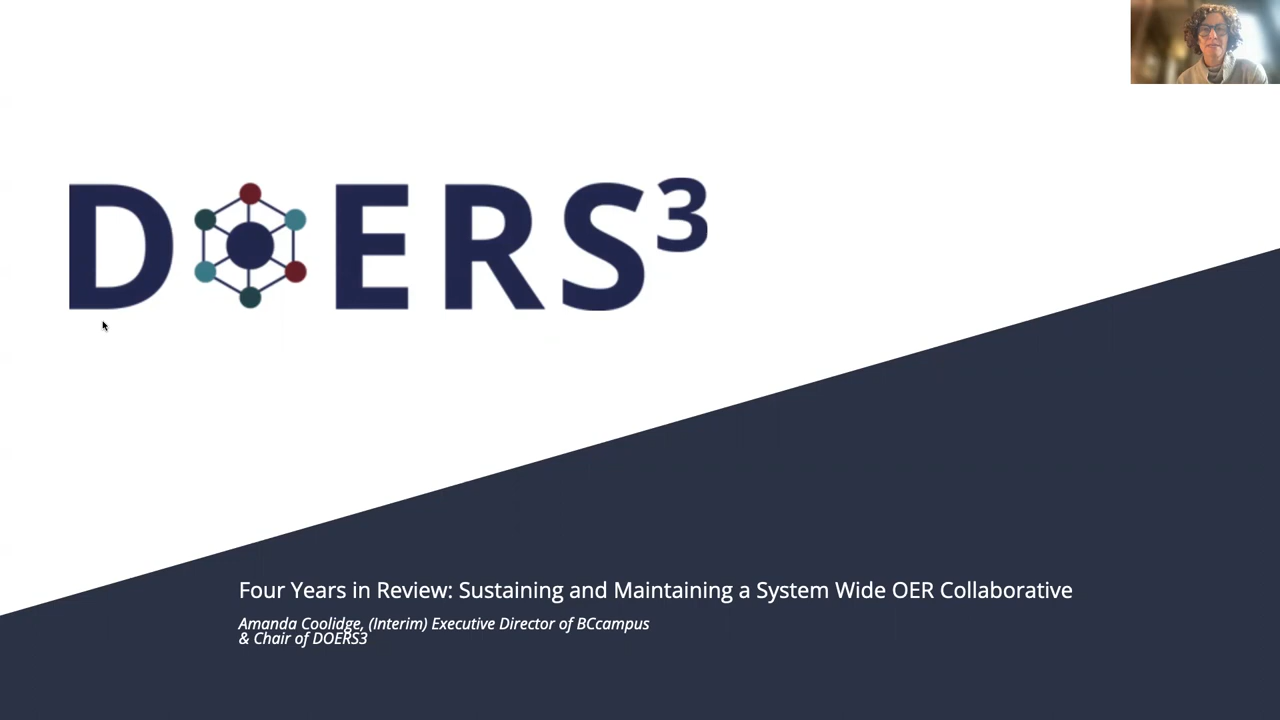 DOERS³
Four Years in Review: Sustaining and Maintaining a System Wide OER Collaborative
Amanda Coolidge, (Interim) Executive Director of BCcampus
& Chair of DOERS3